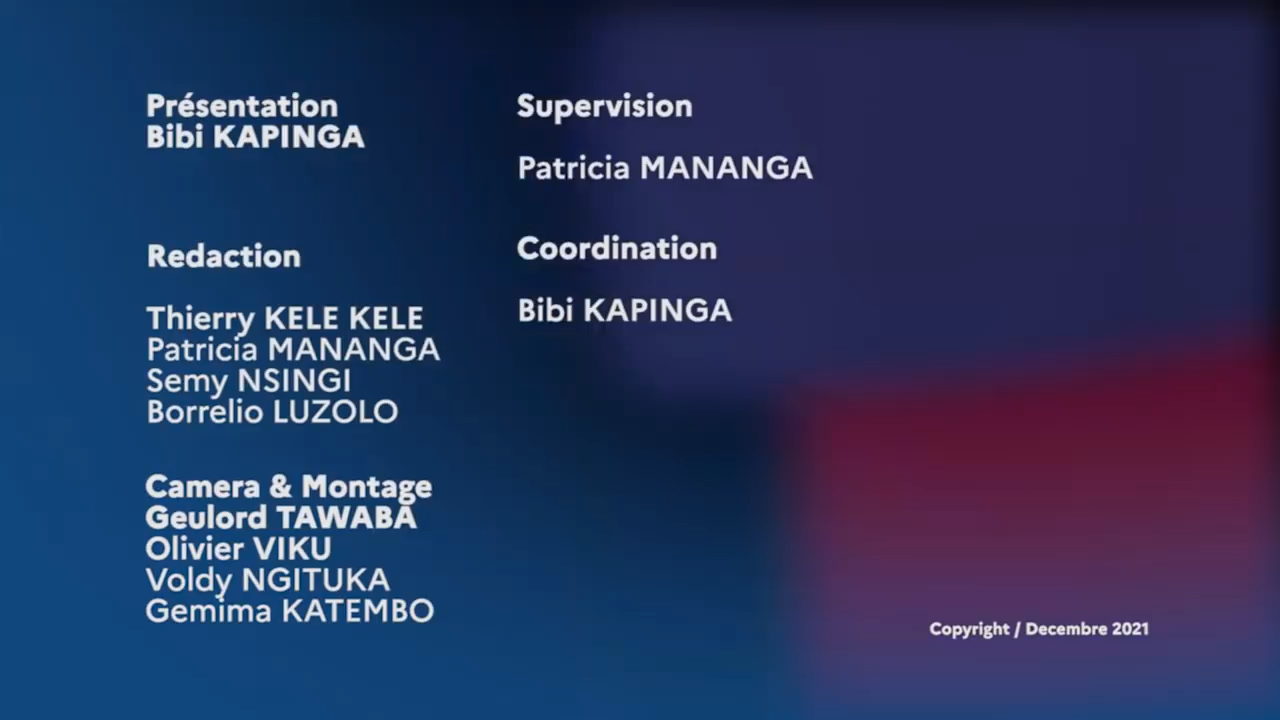 Présentation
Bibi KAPINGA
Redaction
Thierry KELE KELE
Patricia MANANGA
Semy NSINGI
Borrelio LUZOLO
Camera & Montage
Geulord TAWABA
Olivier VIKU
Voldy NGITUKA
Gemima KATEMBO
Supervision
Patricia MANANGA
Coordination
Bibi KAPINGA
Copyright / Decembre 2021